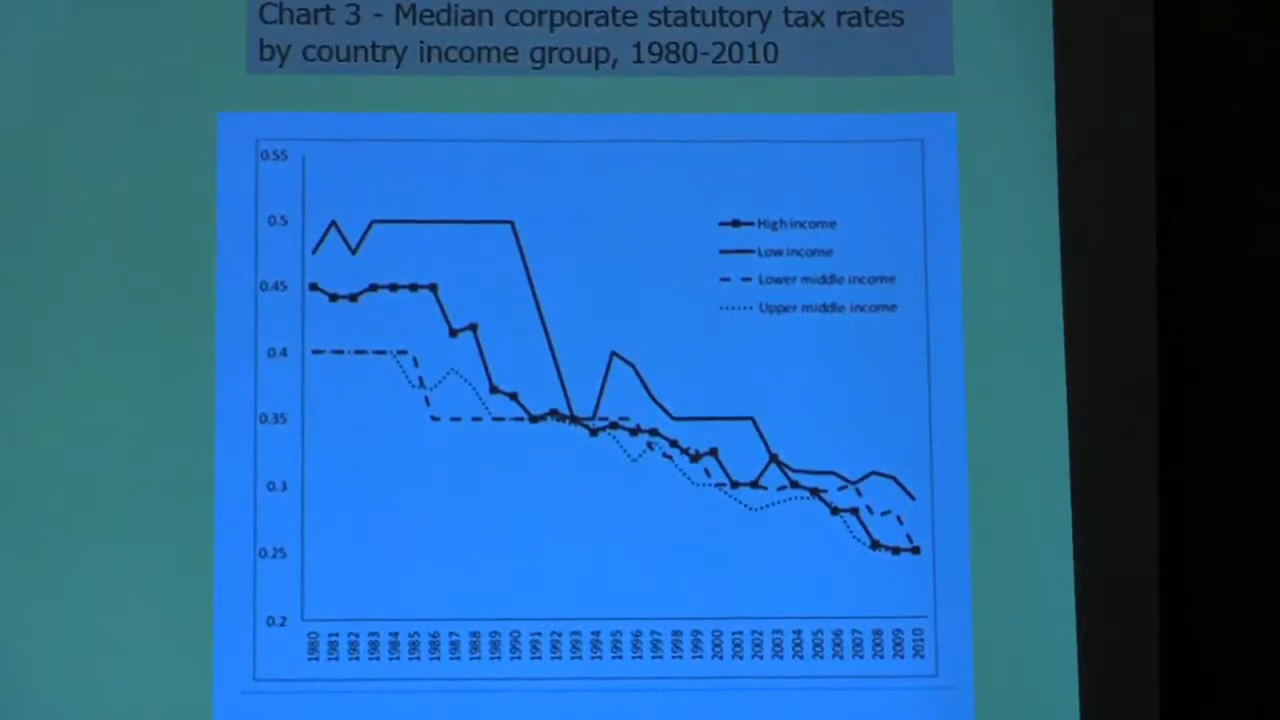 Chart 3 - Median corporate statutory tax rates
by country income group, 1980-2010
0.55
0.5
0.45
0.4
0.35
0.3
0.25
0.2
High income
Low income
Lower middle income
Upper middle income
1980 1981 1982 1983 1984 1985 1986 1987 1988 1989 1990 1991 1992 1993 1994 1995 1996 1997 1998 1999 2000 2001 2002 2003 2004 2005 2006 2007 2008 2009 2010